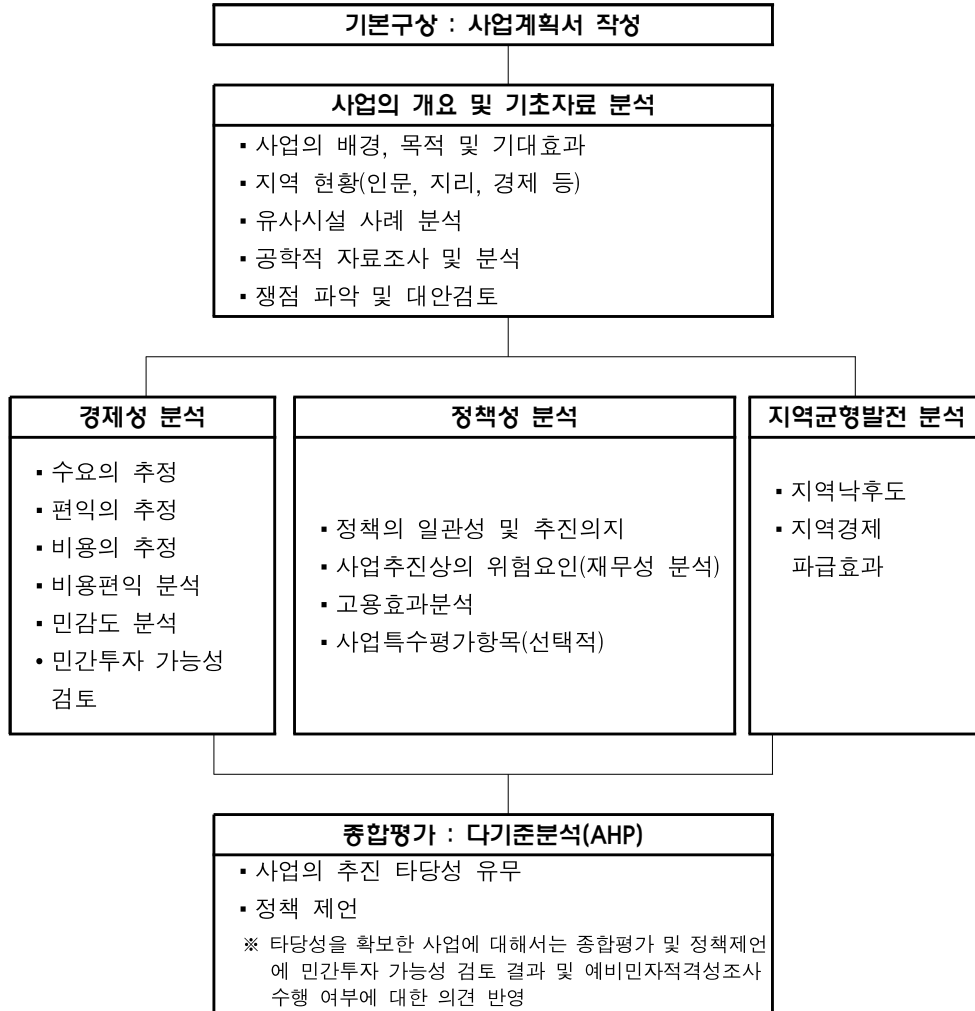 기본구상 : 사업계획서 작성
사업의 개요 및 기초자료 분석
▪ 사업의 배경, 목적 및 기대효과
▪ 지역 현황(인문, 지리, 경제 등)
▪ 유사시설 사례 분석
▪ 공학적 자료조사 및 분석
▪ 쟁점 파악 및 대안검토
경제성 분석
▪ 수요의 추정
▪ 편익의 추정
▪ 비용의 추정
▪ 비용편익 분석
▪ 민감도 분석
• 민간투자 가능성
검토
정책성 분석
▪ 정책의 일관성 및 추진의지
▪ 사업추진상의 위험요인(재무성 분석)
▪ 고용효과분석
▪ 사업특수평가항목(선택적)
지역균형발전 분석
▪ 지역낙후도
▪ 지역경제
파급효과
종합평가 : 다기준분석(AHP)
▪ 사업의 추진 타당성 유무
▪ 정책 제언
※ 타당성을 확보한 사업에 대해서는 종합평가 및 정책제언
에 민간투자 가능성 검토 결과 및 예비민자적격성조사
수행 여부에 대한 의견 반영